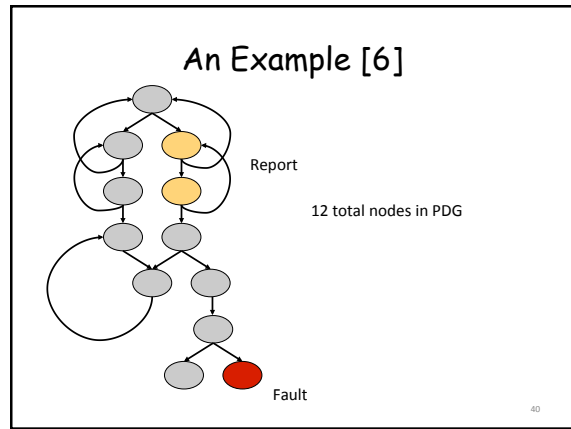 An Example [6]
Report
12 total nodes in PDG
Fault
40